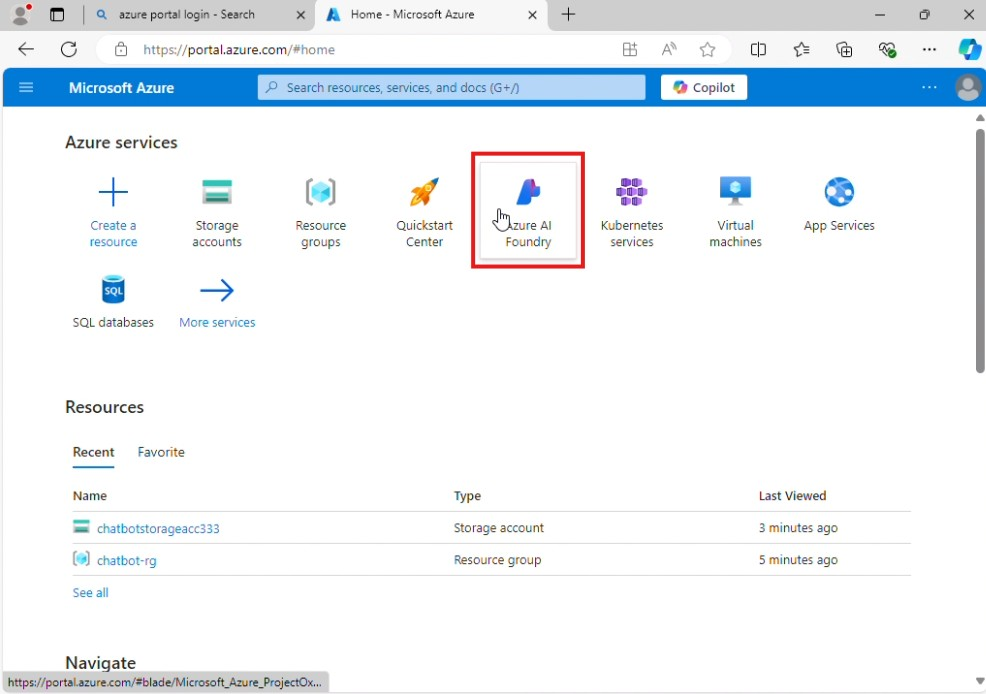 azure portal login - Search
Home - Microsoft Azure
https://portal.azure.com/#home
Microsoft Azure
Search resources, services, and docs (G+/)
Copilot
Azure services
Create a
resource
Storage
accounts
Resource
groups
Quickstart
Center
Azure AI
Foundry
Kubernetes
services
Virtual
machines
App Services
SQL
SQL databases
More services
Resources
Recent Favorite
Name Type Last Viewed
chatbotstorageacc333 Storage account 3 minutes ago
chatbot-rg Resource group 5 minutes ago
See all
Navigate
https://portal.azure.com/#blade/Microsoft_Azure_ProjectOx...